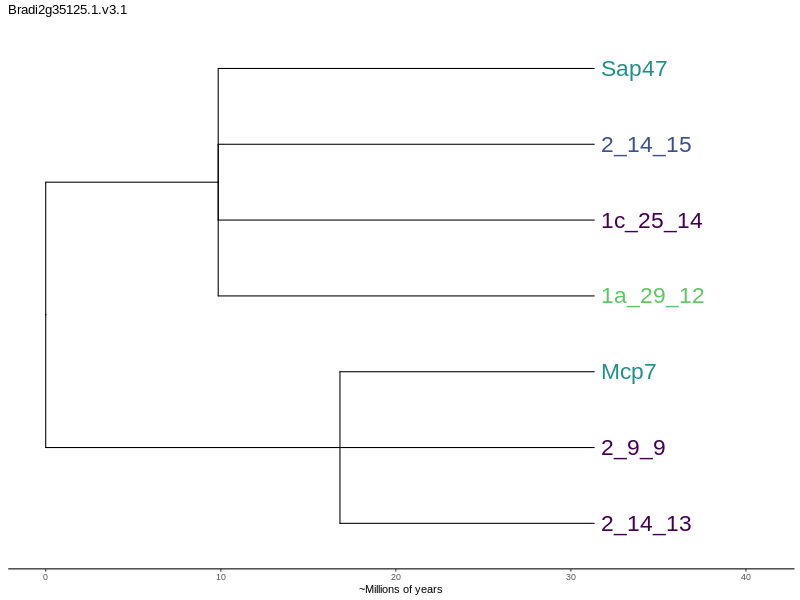 Bradi2g35125.1.v3.1
Sap47
2_14_15
1c_25_14
1a_29_12
Mcp7
2_9_9
2_14_13
0 10 20 30 40
~Millions of years